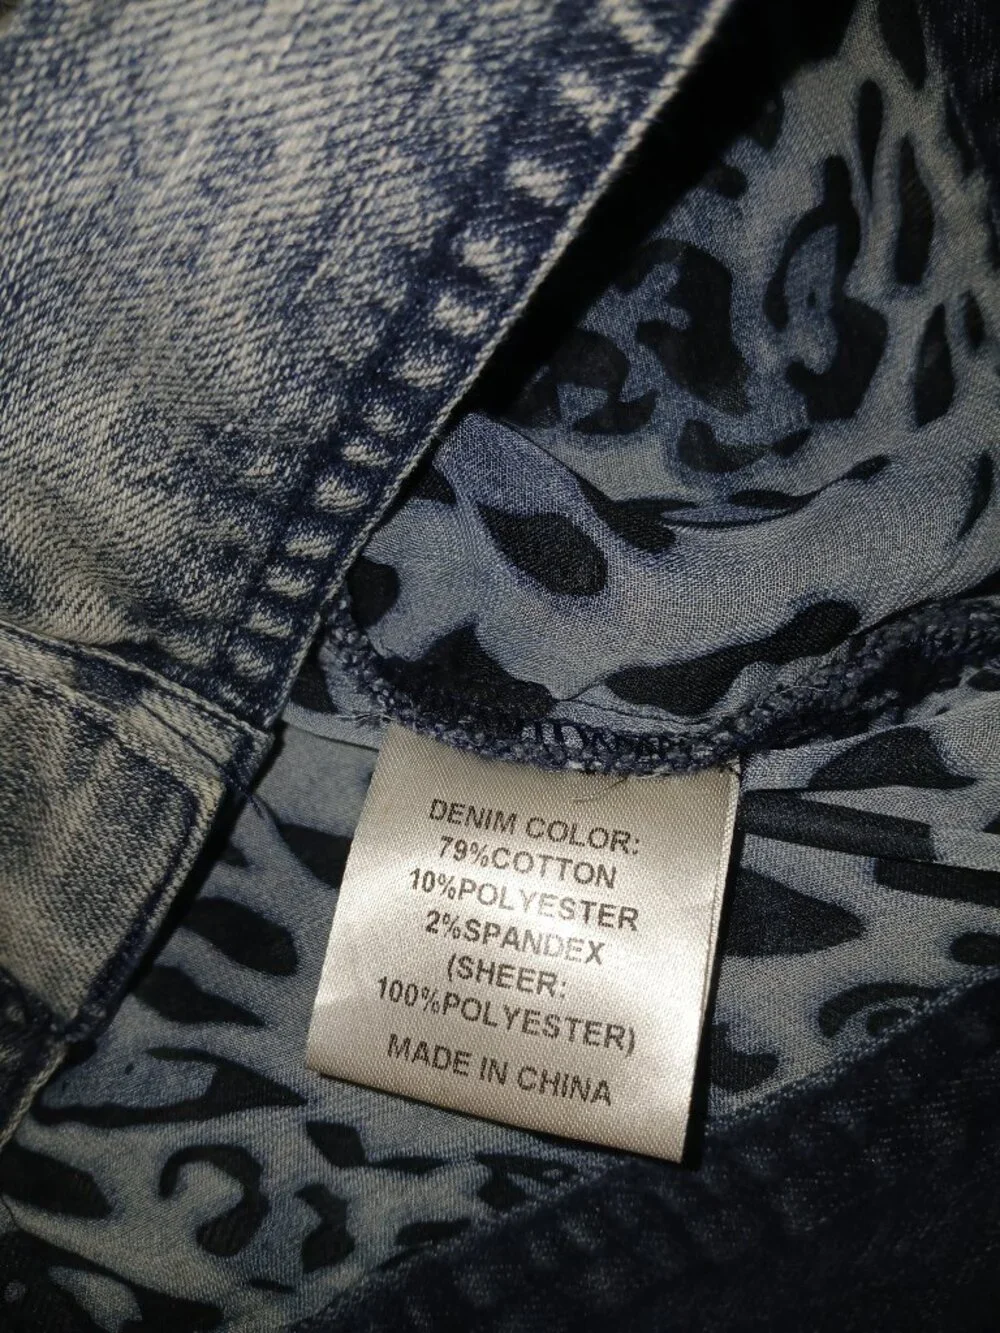 DENIM COLOR:
79%COTTON
10%POLYESTER
2%SPANDEX
(SHEER:
100%POLYESTER)
MADE IN CHINA